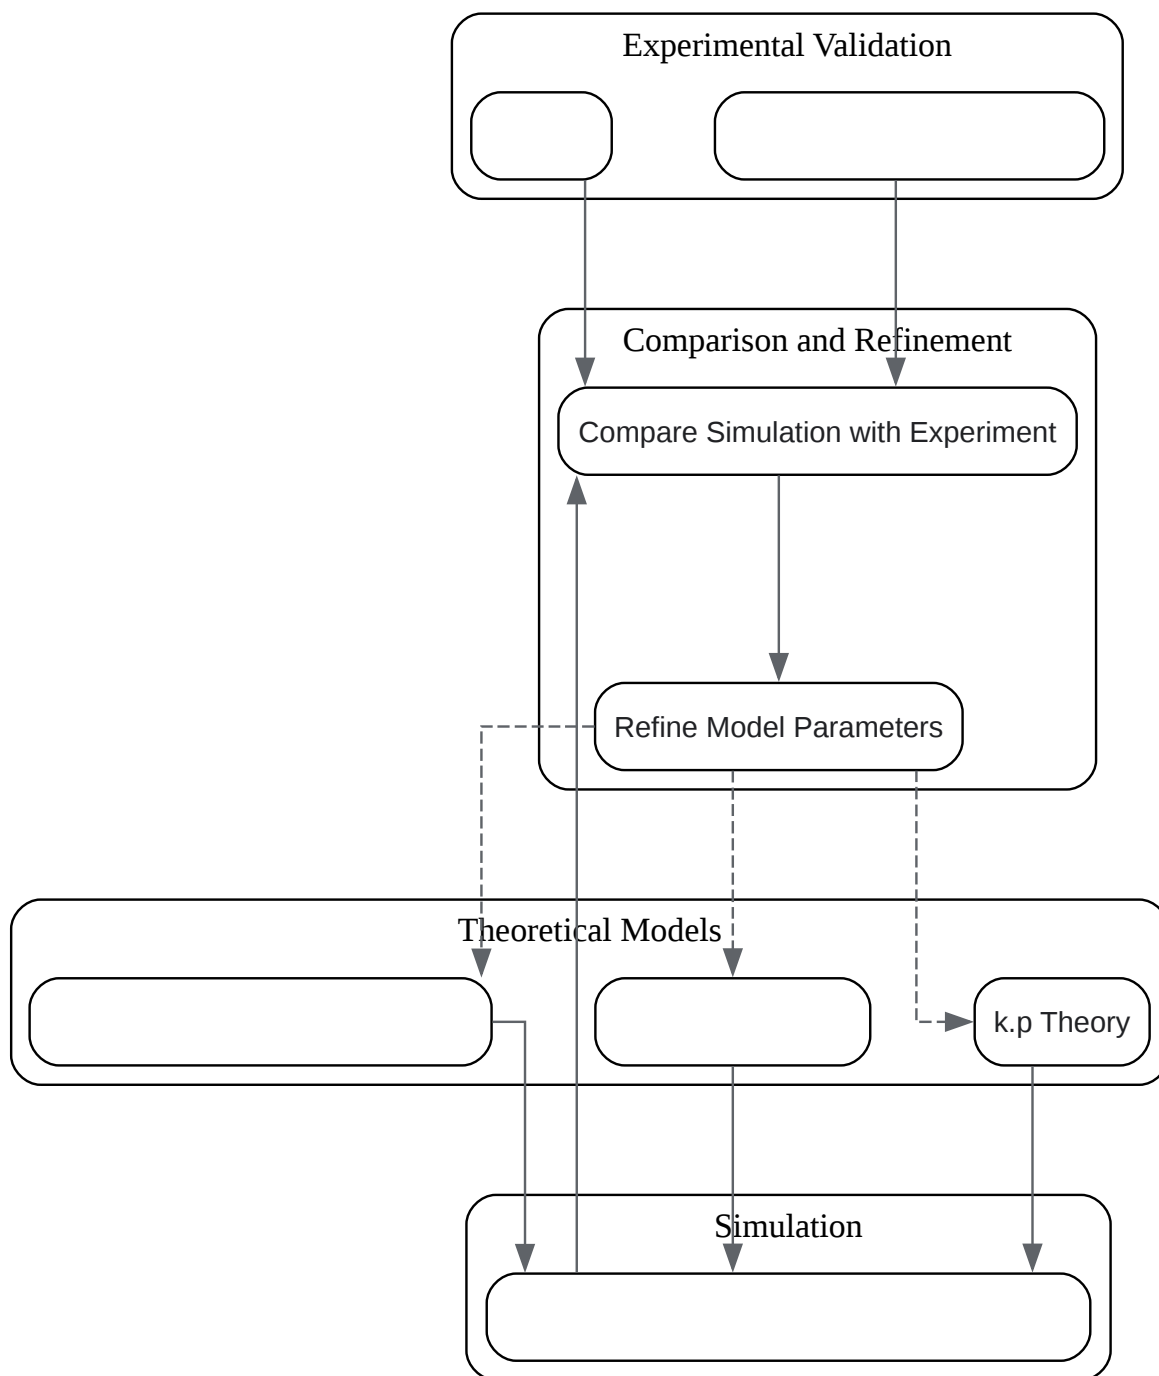 Experimental Validation
Comparison and Refinement
Compare Simulation with Experiment
Refine Model Parameters
Theoretical Models
k.p Theory
Simulation